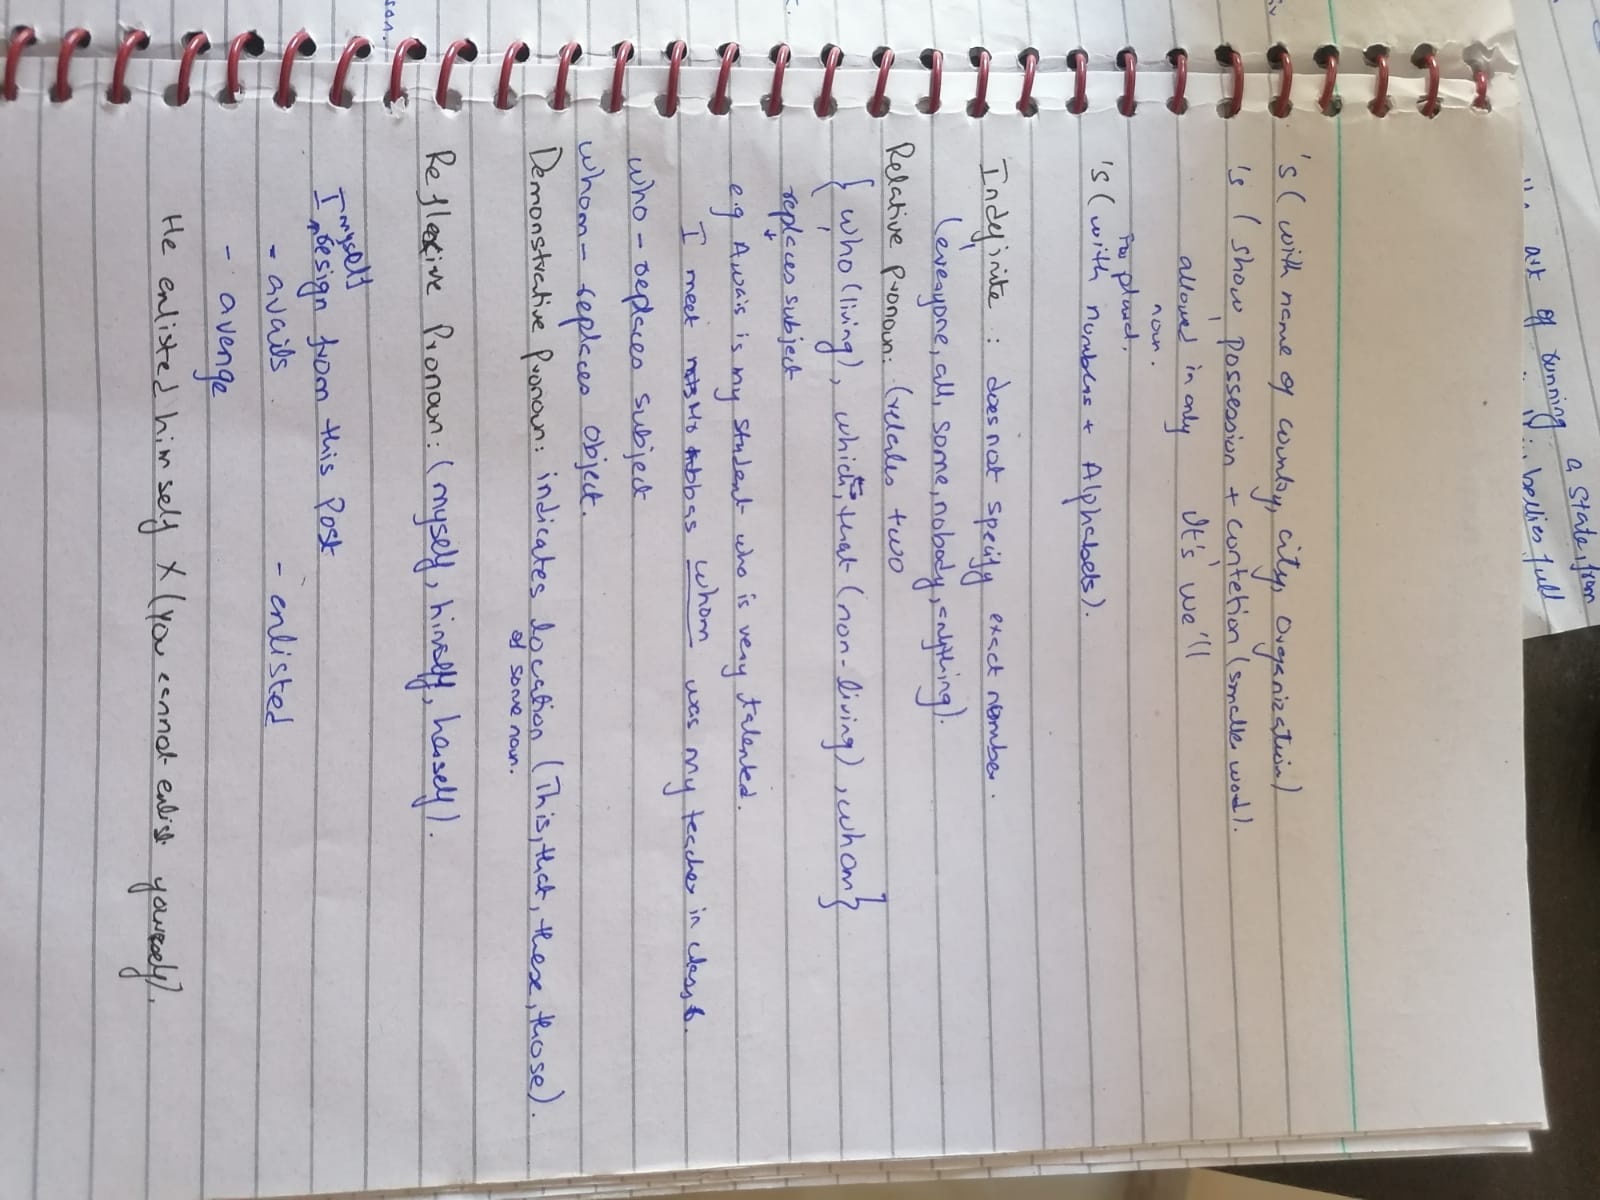 art of running a state, from
bellies full
's ( with name of country, city, Organization)
's ( show possession + contetion (smaller word).
allowed in only It's we'll
noun.
For plural.
's ( with numbers + Alphabets).
Indefinite : does not specify exact number.
(everyone, all, some, nobody, anything).
Relative pronoun: (relates two
{ who (living), which, that (non-living), whom}
replaces subject
e.g Awais is my student who is very talented.
I meet Mr Abbas whom was my teacher in class 6.
who - replaces subject
whom - replaces object.
Demonstrative Pronoun: indicates location (This, that, these, those).
of some noun.
Reflexive Pronoun: (myself, himself, herself).
myself
I resign from this Post
- avails - enlisted
- avenge
He enlisted himself X (you cannot enlist yourself).